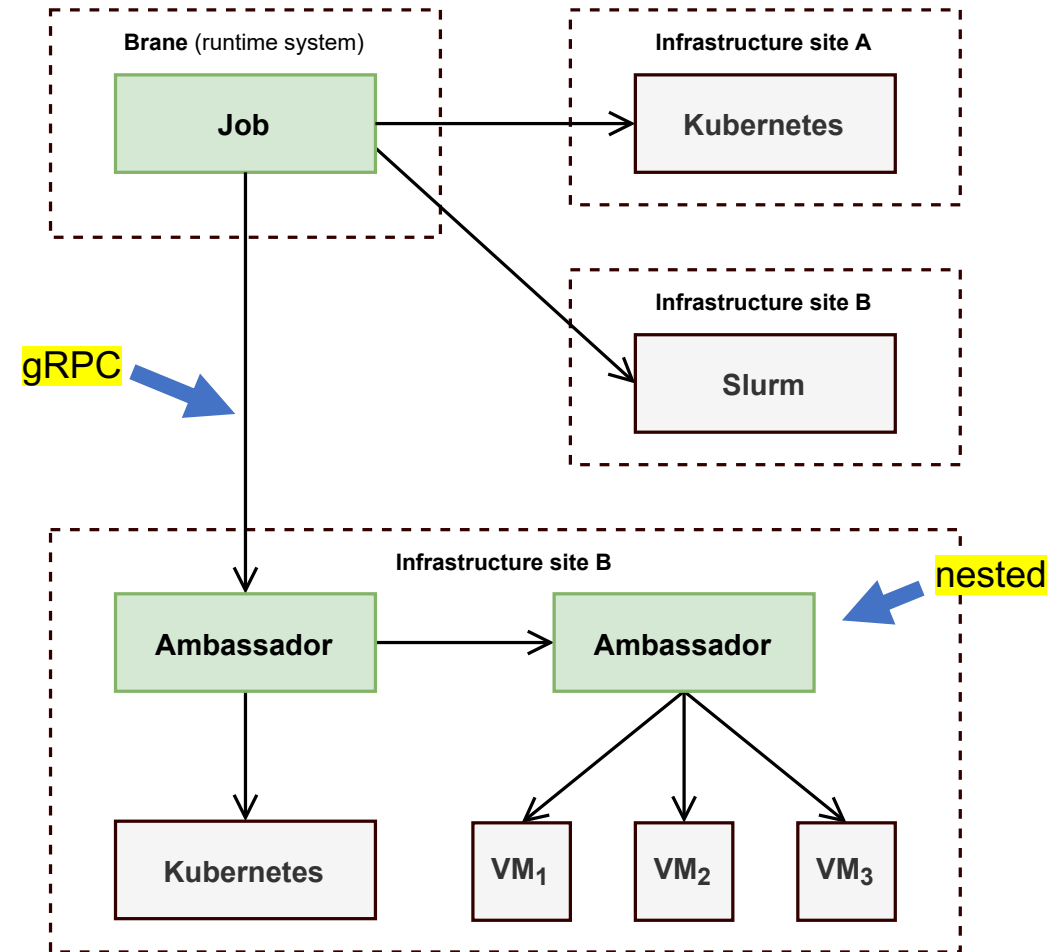 Brane (runtime system)
Job
Infrastructure site A
Kubernetes
Infrastructure site B
Slurm
gRPC
Infrastructure site B
nested
Ambassador
Ambassador
Kubernetes
VM₁
VM₂
VM₃